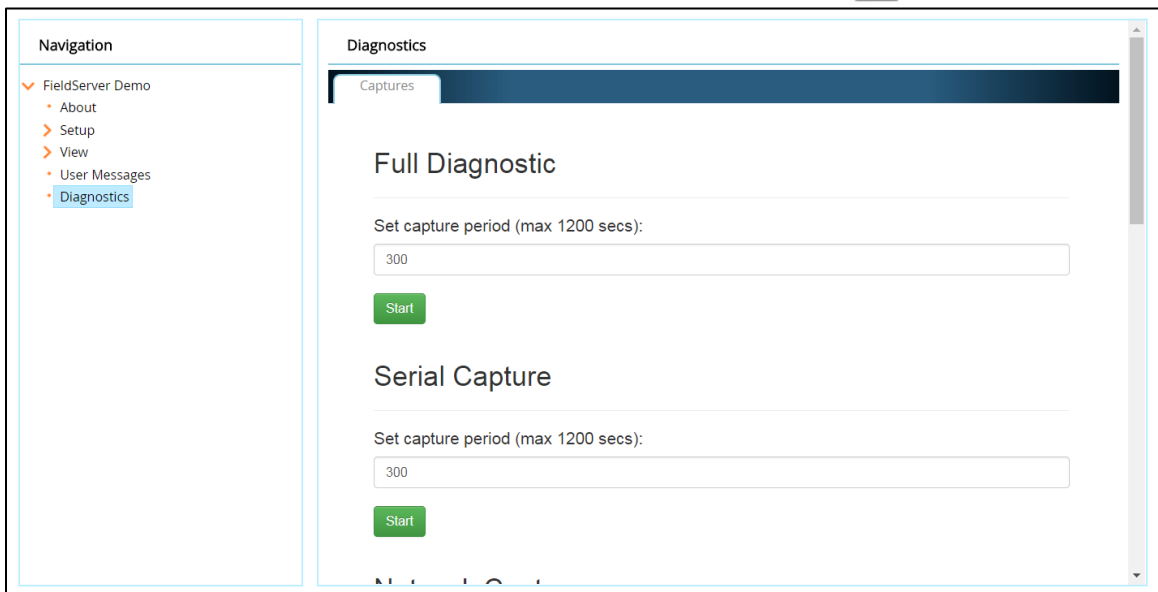 Navigation
FieldServer Demo
About
Setup
View
User Messages
Diagnostics
Diagnostics
Captures
Full Diagnostic
Set capture period (max 1200 secs):
300
Start
Serial Capture
Set capture period (max 1200 secs):
300
Start